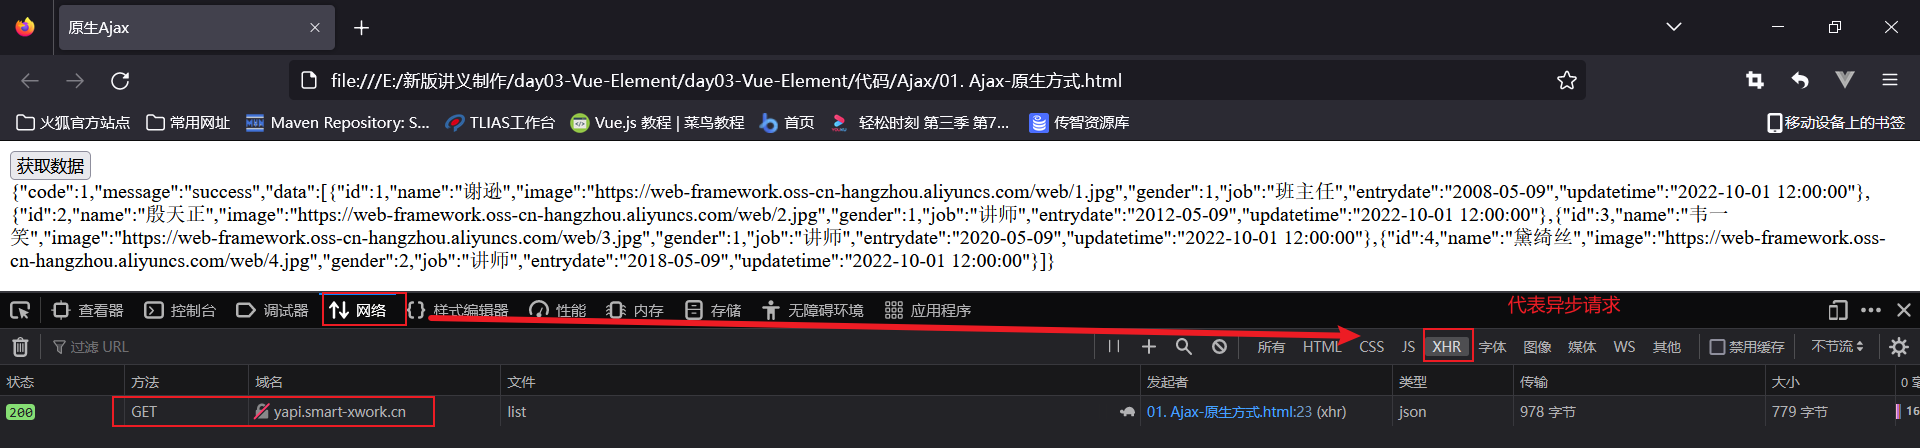 原生Ajax
file:///E:/新版讲义制作/day03-Vue-Element/day03-Vue-Element/代码/Ajax/01. Ajax-原生方式.html
火狐官方站点 常用网址 Maven Repository: S... TLIAS工作台 Vue.js 教程 | 菜鸟教程 首页 轻松时刻 第三季 第7... 传智资源库 移动设备上的书签
获取数据
{"code":1,"message":"success","data":[{"id":1,"name":"谢逊","image":"https://web-framework.oss-cn-hangzhou.aliyuncs.com/web/1.jpg","gender":1,"job":"班主任","entrydate":"2008-05-09","updatetime":"2022-10-01 12:00:00"},
{"id":2,"name":"殷天正","image":"https://web-framework.oss-cn-hangzhou.aliyuncs.com/web/2.jpg","gender":1,"job":"讲师","entrydate":"2012-05-09","updatetime":"2022-10-01 12:00:00"},{"id":3,"name":"韦一
笑","image":"https://web-framework.oss-cn-hangzhou.aliyuncs.com/web/3.jpg","gender":1,"job":"讲师","entrydate":"2020-05-09","updatetime":"2022-10-01 12:00:00"},{"id":4,"name":"黛绮丝","image":"https://web-framework.oss-
cn-hangzhou.aliyuncs.com/web/4.jpg","gender":2,"job":"讲师","entrydate":"2018-05-09","updatetime":"2022-10-01 12:00:00"}]}
查看器 控制台 调试器 网络 样式编辑器 性能 内存 存储 无障碍环境 应用程序 代表异步请求
过滤 URL 所有 HTML CSS JS XHR 字体 图像 媒体 WS 其他 禁用缓存 不节流
状态 方法 域名 文件 发起者 类型 传输 大小 0 毫
200 GET yapi.smart-xwork.cn list 01. Ajax-原生方式.html:23 (xhr) json 978 字节 779 字节 16